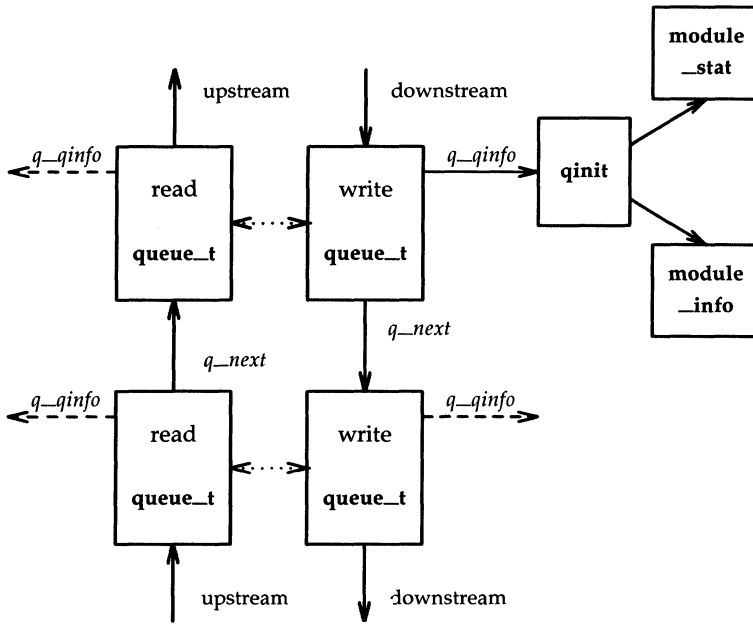 module
_stat
upstream
downstream
q_qinfo
q_qinfo
read
write
qinit
queue_t
queue_t
module
_info
q_next
q_next
q_qinfo
q_qinfo
read
write
queue_t
queue_t
upstream
downstream